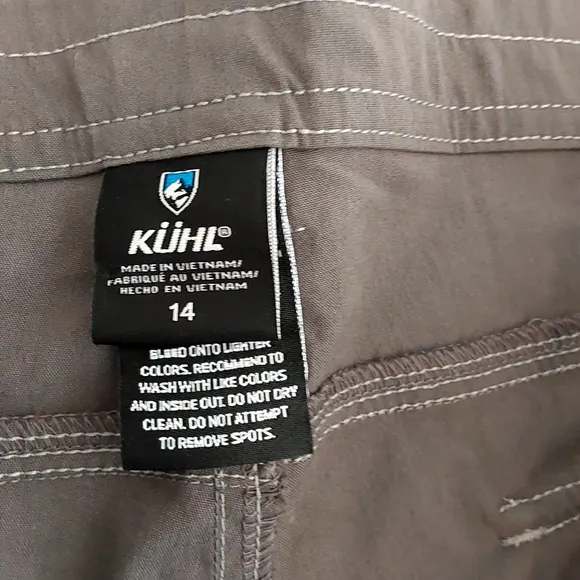 KÜHL®
MADE IN VIETNAM/
FABRIQUÉ AU VIETNAM/
HECHO EN VIETNAM
14
BLEED ONTO LIGHTER
COLORS. RECOMMEND TO
WASH WITH LIKE COLORS
AND INSIDE OUT. DO NOT DRY
CLEAN. DO NOT ATTEMPT
TO REMOVE SPOTS.